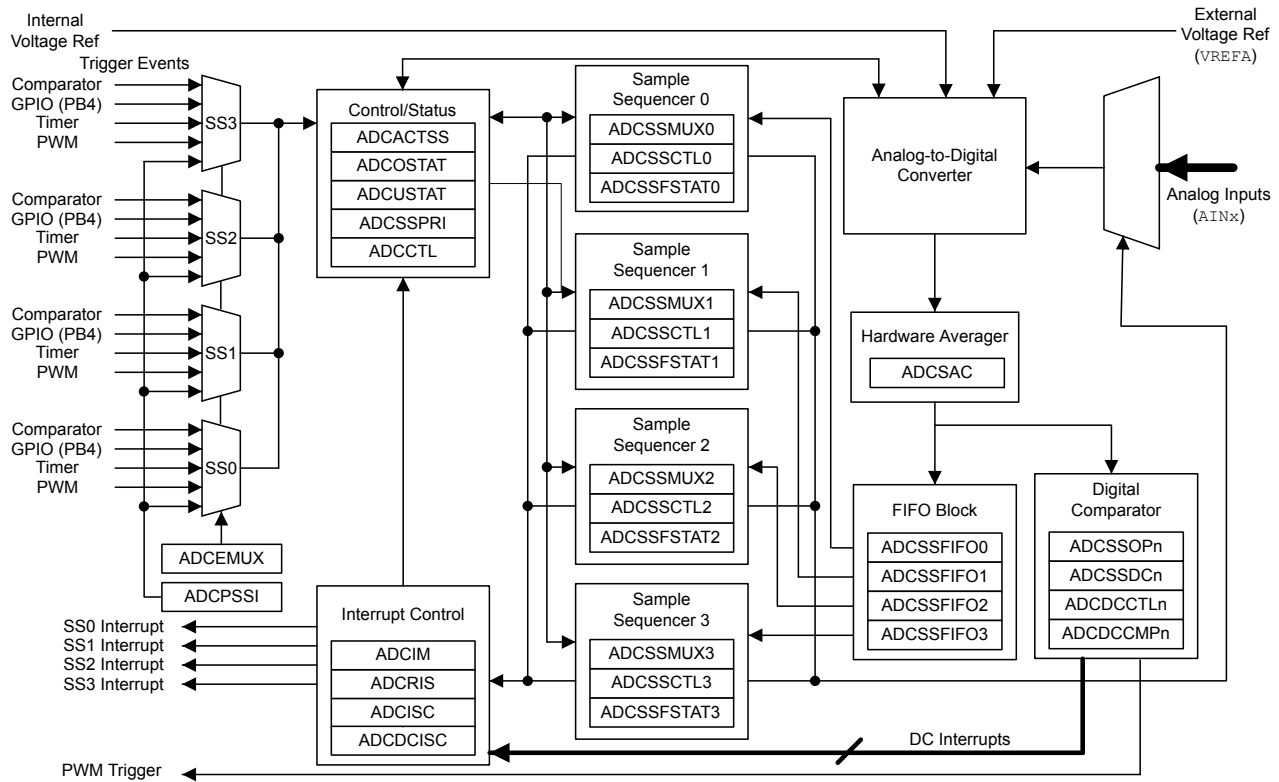 Internal
Voltage Ref
External
Voltage Ref
(VREFA)
Trigger Events
Comparator
GPIO (PB4)
Timer
PWM
SS3
Comparator
GPIO (PB4)
Timer
PWM
SS2
Comparator
GPIO (PB4)
Timer
PWM
SS1
Comparator
GPIO (PB4)
Timer
PWM
SS0
ADCEMUX
ADCPSSI
Control/Status
ADCACTSS
ADCOSTAT
ADCUSTAT
ADCSSPRI
ADCCTL
Interrupt Control
ADCIM
ADCRIS
ADCISC
ADCDCISC
SS0 Interrupt
SS1 Interrupt
SS2 Interrupt
SS3 Interrupt
PWM Trigger
Sample
Sequencer 0
ADCSSMUX0
ADCSSCTL0
ADCSSFSTAT0
Sample
Sequencer 1
ADCSSMUX1
ADCSSCTL1
ADCSSFSTAT1
Sample
Sequencer 2
ADCSSMUX2
ADCSSCTL2
ADCSSFSTAT2
Sample
Sequencer 3
ADCSSMUX3
ADCSSCTL3
ADCSSFSTAT3
Analog-to-Digital
Converter
Analog Inputs
(AINx)
Hardware Averager
ADCSAC
FIFO Block
ADCSSFIFO0
ADCSSFIFO1
ADCSSFIFO2
ADCSSFIFO3
Digital
Comparator
ADCSSOPn
ADCSSDCn
ADCDCCTLn
ADCDCCMPn
DC Interrupts